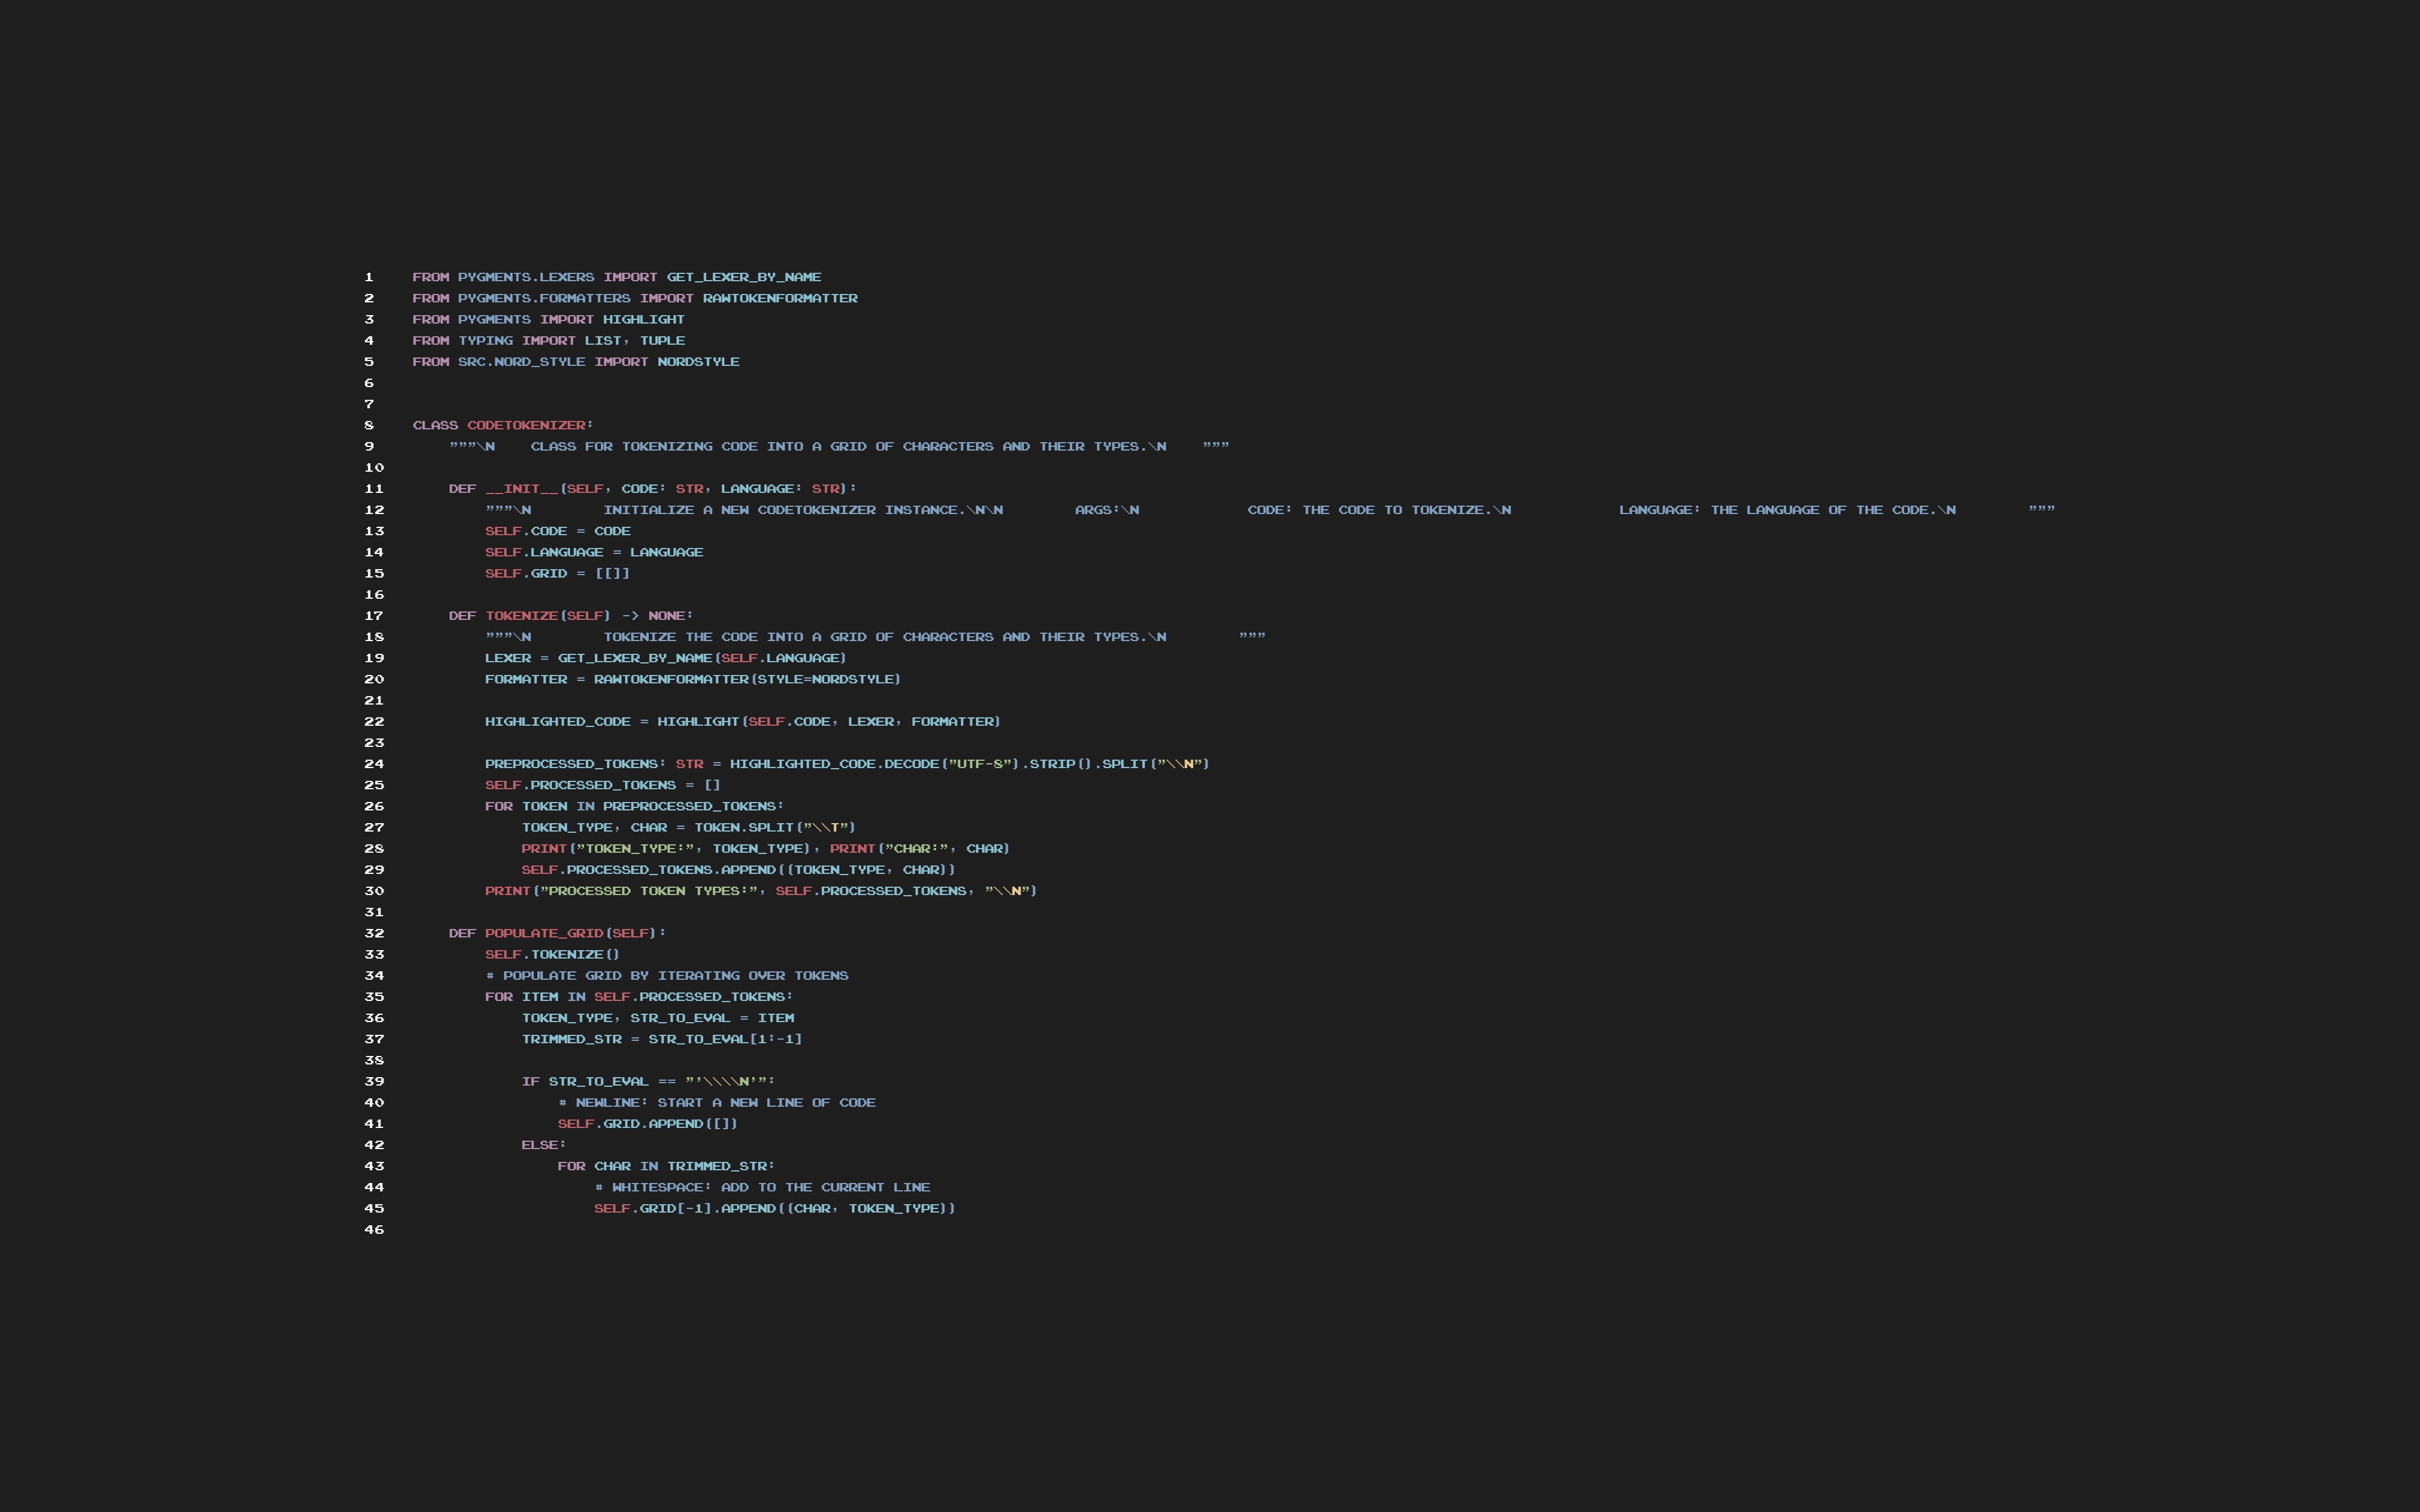 1 FROM PYGMENTS.LEXERS IMPORT GET_LEXER_BY_NAME
2 FROM PYGMENTS.FORMATTERS IMPORT RAWTOKENFORMATTER
3 FROM PYGMENTS IMPORT HIGHLIGHT
4 FROM TYPING IMPORT LIST, TUPLE
5 FROM SRC.NORD_STYLE IMPORT NORDSTYLE
6
7
8 CLASS CODETOKENIZER:
9     """\N    CLASS FOR TOKENIZING CODE INTO A GRID OF CHARACTERS AND THEIR TYPES.\N    """
10
11     DEF __INIT__(SELF, CODE: STR, LANGUAGE: STR):
12         """\N        INITIALIZE A NEW CODETOKENIZER INSTANCE.\N\N        ARGS:\N            CODE: THE CODE TO TOKENIZE.\N            LANGUAGE: THE LANGUAGE OF THE CODE.\N        """
13         SELF.CODE = CODE
14         SELF.LANGUAGE = LANGUAGE
15         SELF.GRID = [[]]
16
17     DEF TOKENIZE(SELF) -> NONE:
18         """\N        TOKENIZE THE CODE INTO A GRID OF CHARACTERS AND THEIR TYPES.\N        """
19         LEXER = GET_LEXER_BY_NAME(SELF.LANGUAGE)
20         FORMATTER = RAWTOKENFORMATTER(STYLE=NORDSTYLE)
21
22         HIGHLIGHTED_CODE = HIGHLIGHT(SELF.CODE, LEXER, FORMATTER)
23
24         PREPROCESSED_TOKENS: STR = HIGHLIGHTED_CODE.DECODE("UTF-8").STRIP().SPLIT("\\N")
25         SELF.PROCESSED_TOKENS = []
26         FOR TOKEN IN PREPROCESSED_TOKENS:
27             TOKEN_TYPE, CHAR = TOKEN.SPLIT("\\T")
28             PRINT("TOKEN_TYPE:", TOKEN_TYPE), PRINT("CHAR:", CHAR)
29             SELF.PROCESSED_TOKENS.APPEND((TOKEN_TYPE, CHAR))
30         PRINT("PROCESSED TOKEN TYPES:", SELF.PROCESSED_TOKENS, "\\N")
31
32     DEF POPULATE_GRID(SELF):
33         SELF.TOKENIZE()
34         # POPULATE GRID BY ITERATING OVER TOKENS
35         FOR ITEM IN SELF.PROCESSED_TOKENS:
36             TOKEN_TYPE, STR_TO_EVAL = ITEM
37             TRIMMED_STR = STR_TO_EVAL[1:-1]
38
39             IF STR_TO_EVAL == "'\\\\N'":
40                 # NEWLINE: START A NEW LINE OF CODE
41                 SELF.GRID.APPEND([])
42             ELSE:
43                 FOR CHAR IN TRIMMED_STR:
44                     # WHITESPACE: ADD TO THE CURRENT LINE
45                     SELF.GRID[-1].APPEND((CHAR, TOKEN_TYPE))
46